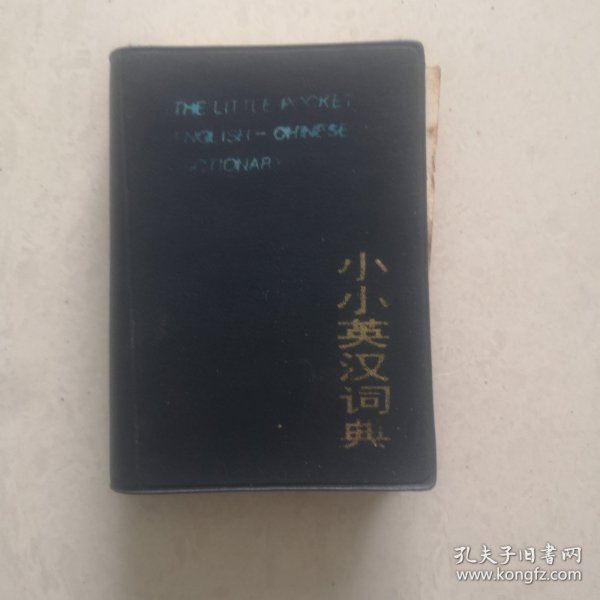 THE LITTLE POCKET
ENGLISH-CHINESE
DICTIONARY
小小英汉词典
孔夫子旧书网
www.kongfz.com